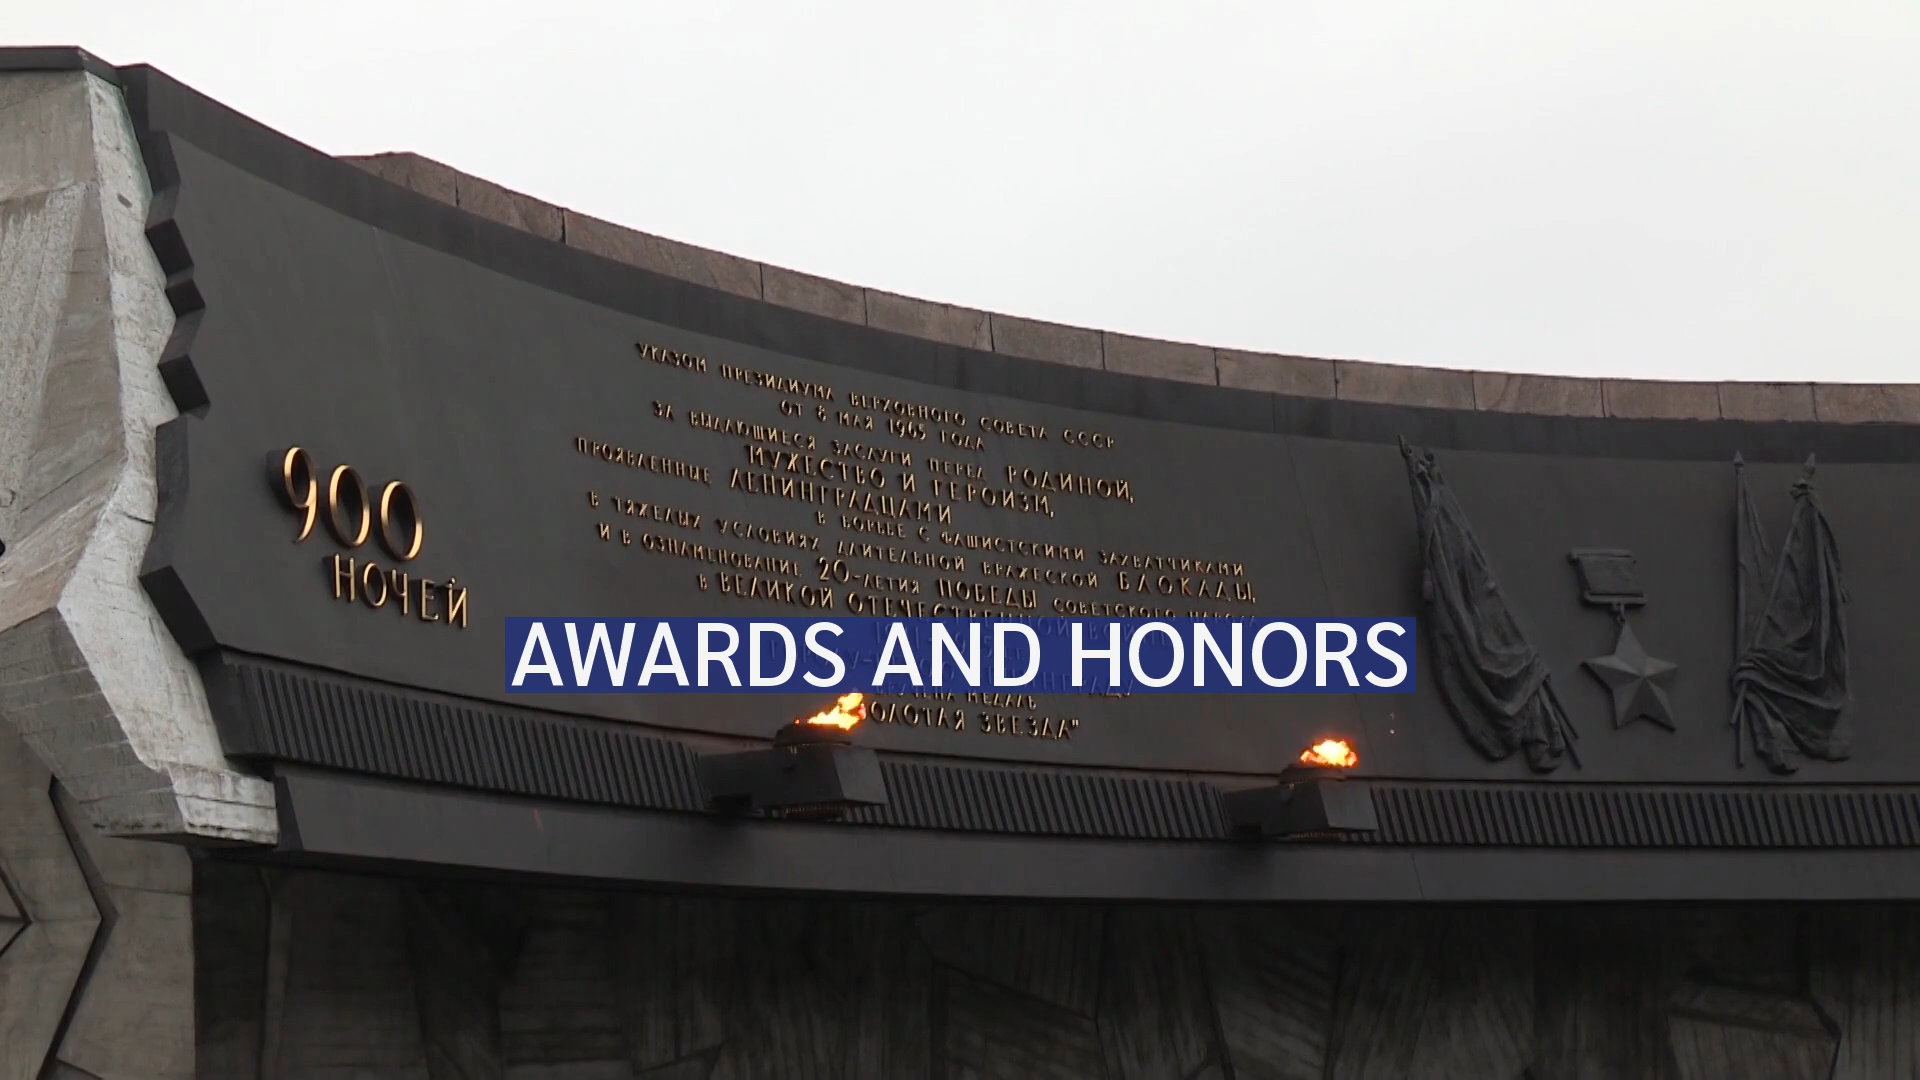 900
НОЧЕЙ
УКАЗОМ ПРЕЗИДИУМА ВЕРХОВНОГО СОВЕТА СССР
ОТ 8 МАЯ 1965 ГОДА
ЗА ВЫДАЮЩИЕСЯ ЗАСЛУГИ ПЕРЕД РОДИНОЙ,
МУЖЕСТВО И ГЕРОИЗМ,
ПРОЯВЛЕННЫЕ ЛЕНИНГРАДЦАМИ
В БОРЬБЕ С ФАШИСТСКИМИ ЗАХВАТЧИКАМИ
В ТЯЖЕЛЫХ УСЛОВИЯХ ДЛИТЕЛЬНОЙ ВРАЖЕСКОЙ БЛОКАДЫ,
И В ОЗНАМЕНОВАНИЕ 20-ЛЕТИЯ ПОБЕДЫ СОВЕТСКОГО НАРОДА
В ВЕЛИКОЙ ОТЕЧЕСТВЕННОЙ
AWARDS AND HONORS
ВРУЧЕНА МЕДАЛЬ
ЗВЕЗДА"